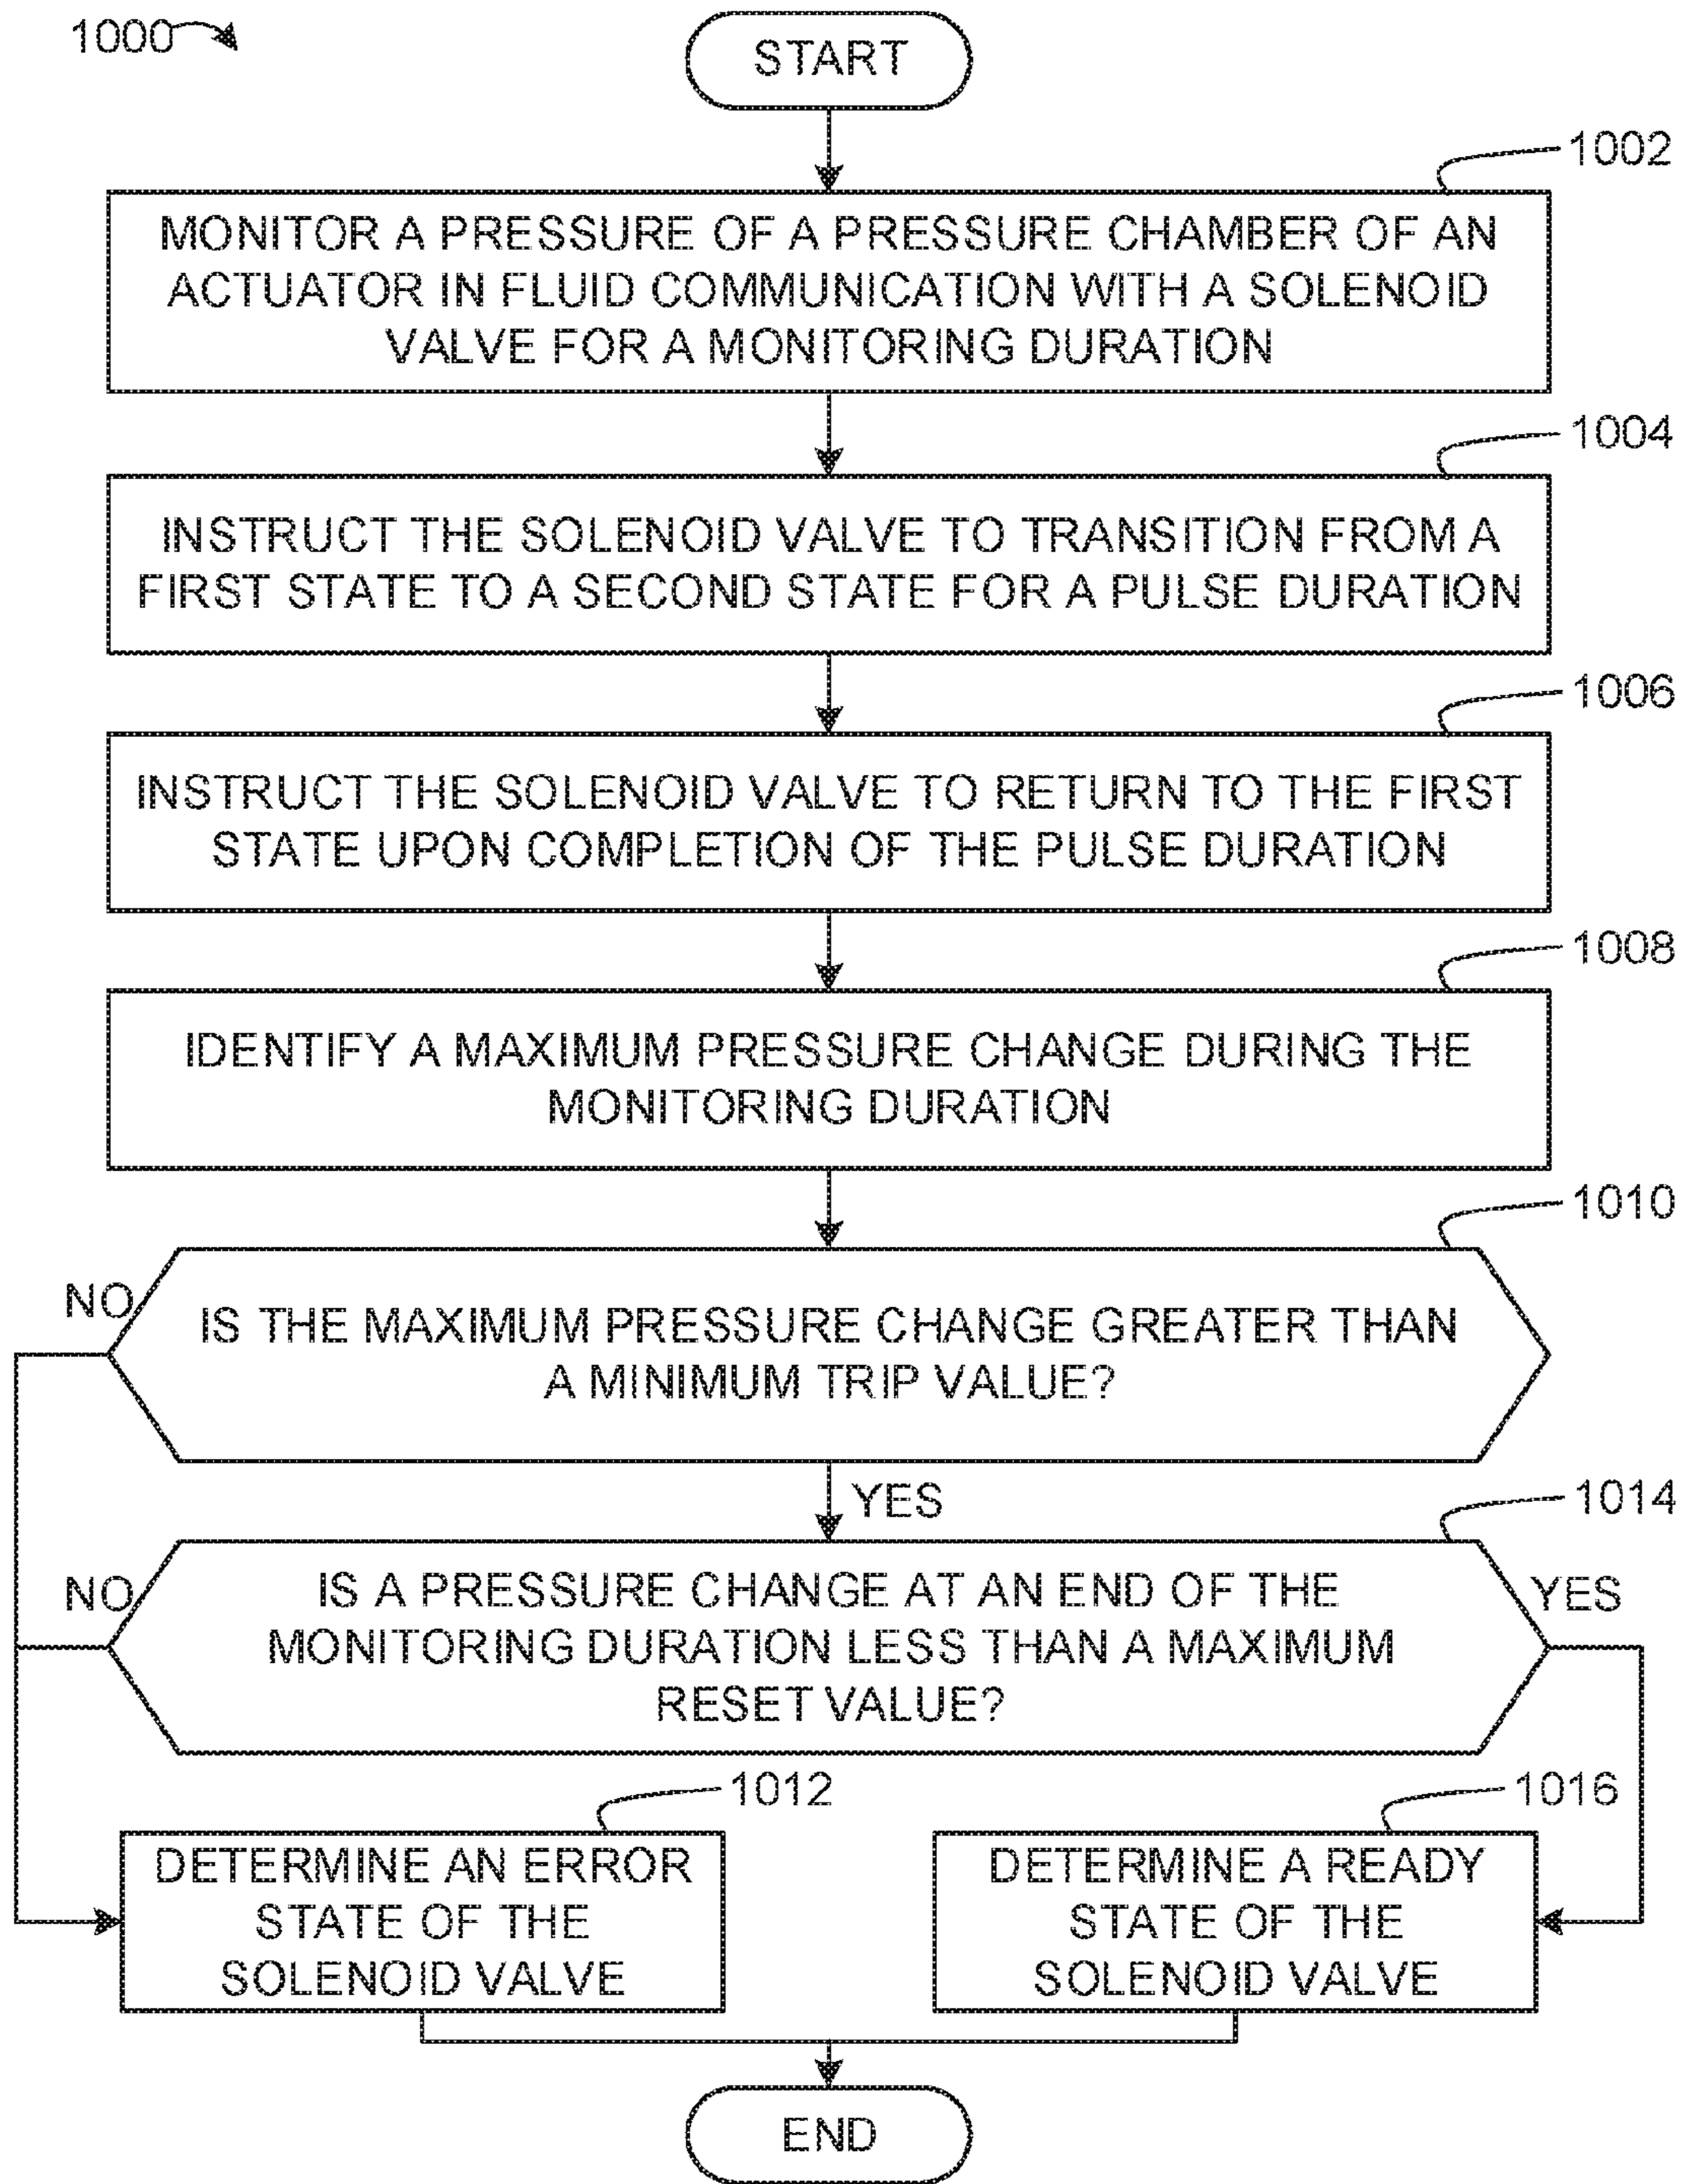 1000
START
1002
MONITOR A PRESSURE OF A PRESSURE CHAMBER OF AN
ACTUATOR IN FLUID COMMUNICATION WITH A SOLENOID
VALVE FOR A MONITORING DURATION
1004
INSTRUCT THE SOLENOID VALVE TO TRANSITION FROM A
FIRST STATE TO A SECOND STATE FOR A PULSE DURATION
1006
INSTRUCT THE SOLENOID VALVE TO RETURN TO THE FIRST
STATE UPON COMPLETION OF THE PULSE DURATION
1008
IDENTIFY A MAXIMUM PRESSURE CHANGE DURING THE
MONITORING DURATION
1010
NO
IS THE MAXIMUM PRESSURE CHANGE GREATER THAN
A MINIMUM TRIP VALUE?
YES
1014
NO
IS A PRESSURE CHANGE AT AN END OF THE
MONITORING DURATION LESS THAN A MAXIMUM
RESET VALUE?
YES
1012
DETERMINE AN ERROR
STATE OF THE
SOLENOID VALVE
1016
DETERMINE A READY
STATE OF THE
SOLENOID VALVE
END